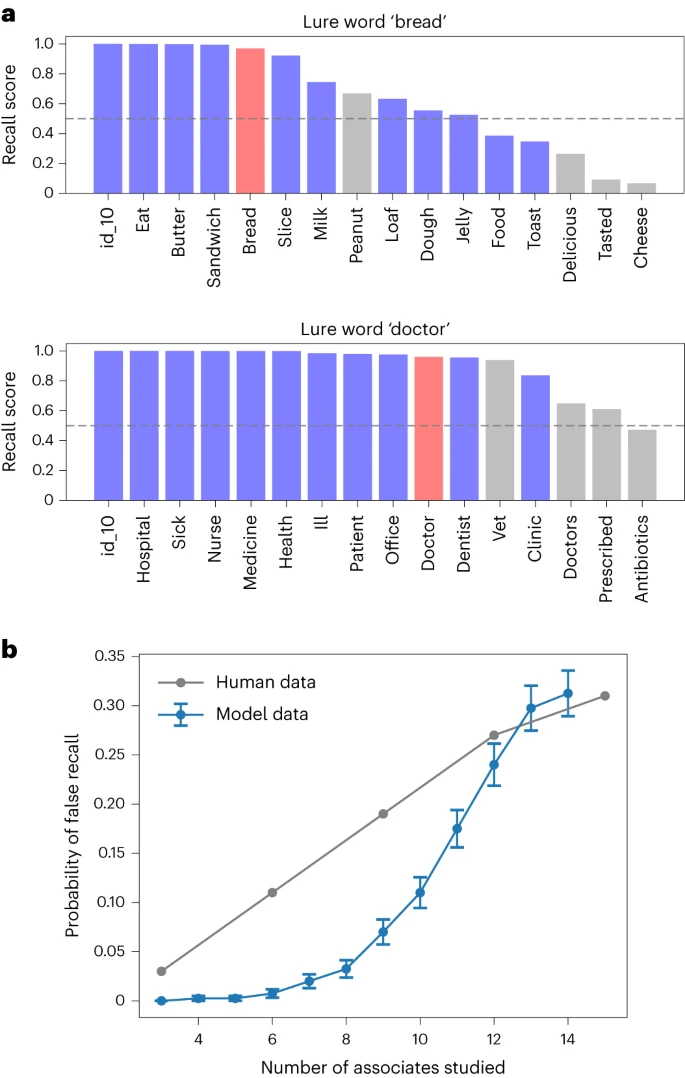 a
Lure word ‘bread’
Recall score
1.0
0.8
0.6
0.4
0.2
0
id_10
Eat
Butter
Sandwich
Bread
Slice
Milk
Peanut
Loaf
Dough
Jelly
Food
Toast
Delicious
Tasted
Cheese
Lure word ‘doctor’
Recall score
1.0
0.8
0.6
0.4
0.2
0
id_10
Hospital
Sick
Nurse
Medicine
Health
Ill
Patient
Office
Doctor
Dentist
Vet
Clinic
Doctors
Prescribed
Antibiotics
b
Probability of false recall
0.35
0.30
0.25
0.20
0.15
0.10
0.05
0
Human data
Model data
4 6 8 10 12 14
Number of associates studied